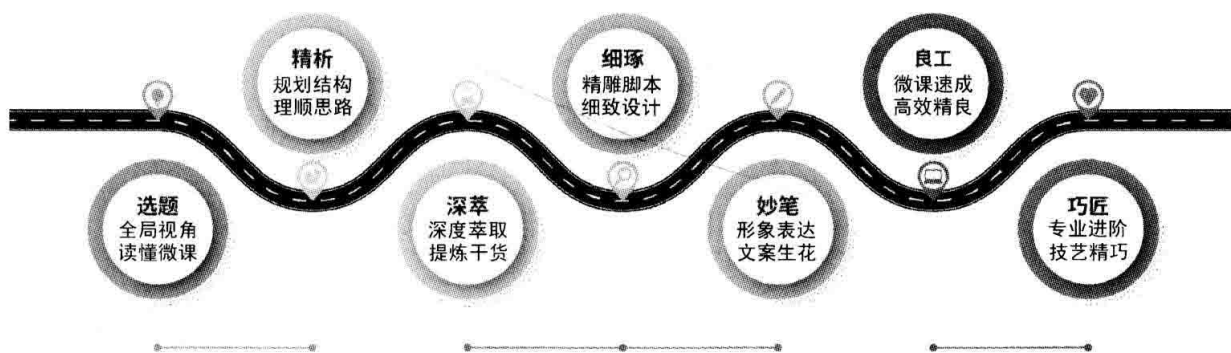 选题
全局视角
读懂微课
精析
规划结构
理顺思路
深萃
深度萃取
提炼干货
细琢
精雕脚本
细致设计
妙笔
形象表达
文案生花
良工
微课速成
高效精良
巧匠
专业进阶
技艺精巧